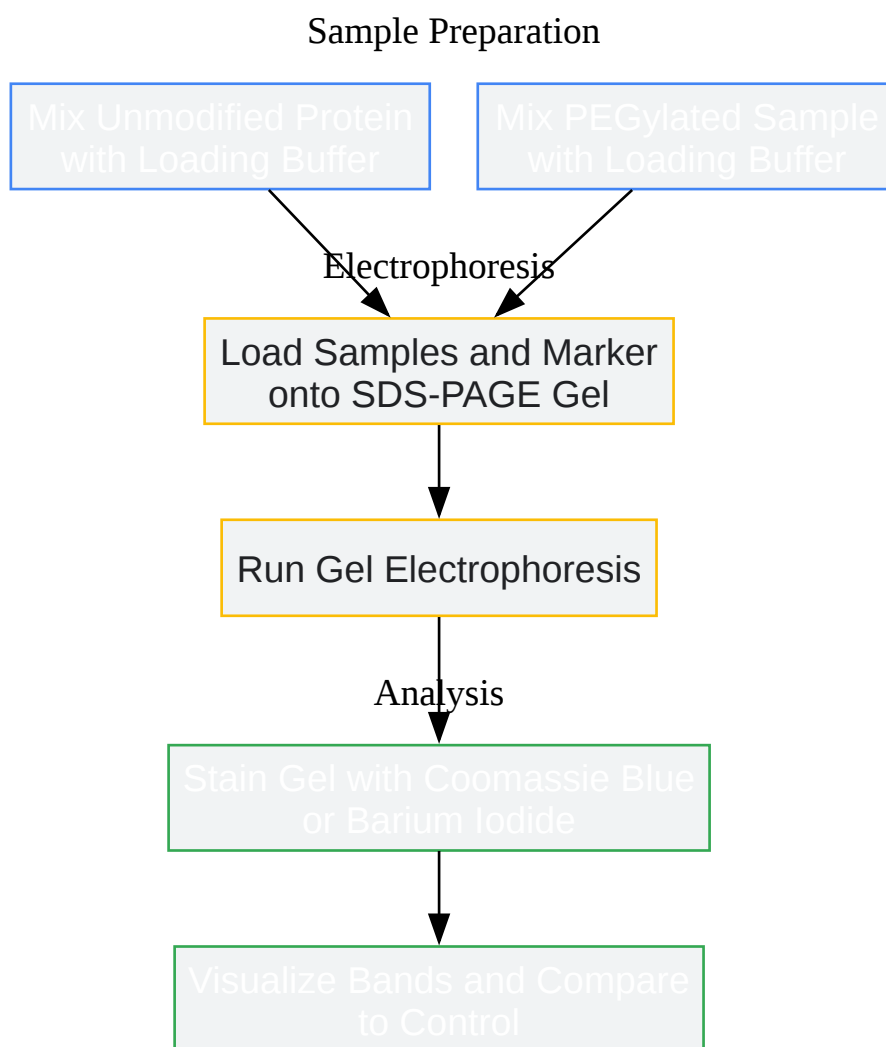 Sample Preparation
Mix Unmodified Protein
with Loading Buffer
Mix PEGylated Sample
with Loading Buffer
Electrophoresis
Load Samples and Marker
onto SDS-PAGE Gel
Run Gel Electrophoresis
Analysis
Stain Gel with Coomassie Blue
or Barium Iodide
Visualize Bands and Compare
to Control